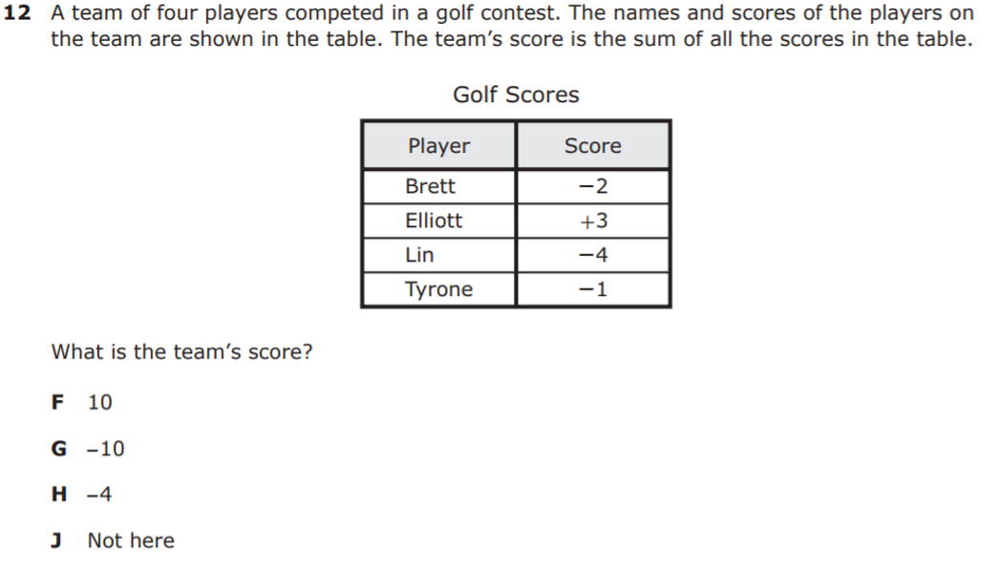 12 A team of four players competed in a golf contest. The names and scores of the players on
the team are shown in the table. The team’s score is the sum of all the scores in the table.
Golf Scores
Player Score
Brett −2
Elliott +3
Lin −4
Tyrone −1
What is the team’s score?
F 10
G –10
H –4
J Not here